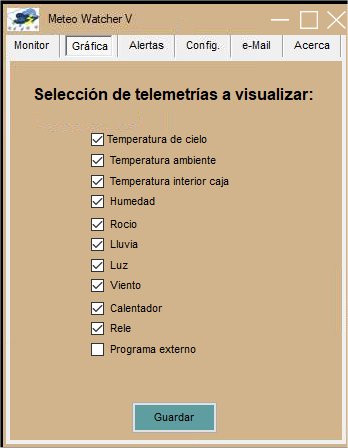 Meteo Watcher V
Monitor Gráfica Alertas Config. e-Mail Acerca
Selección de telemetrías a visualizar:
Temperatura de cielo
Temperatura ambiente
Temperatura interior caja
Humedad
Rocio
Lluvia
Luz
Viento
Calentador
Rele
Programa externo
Guardar